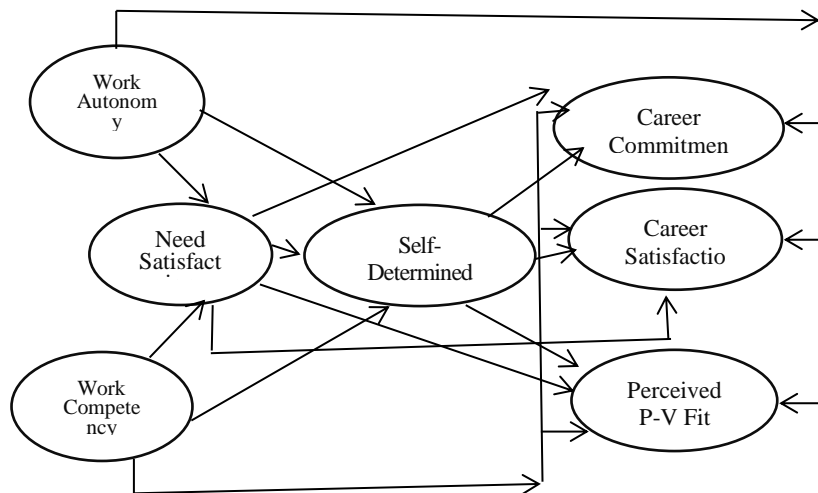 Work
Autonom
y
Career
Commitmen
Need
Satisfact
Self-
Determined
Career
Satisfactio
Work
Compete
ncy
Perceived
P-V Fit